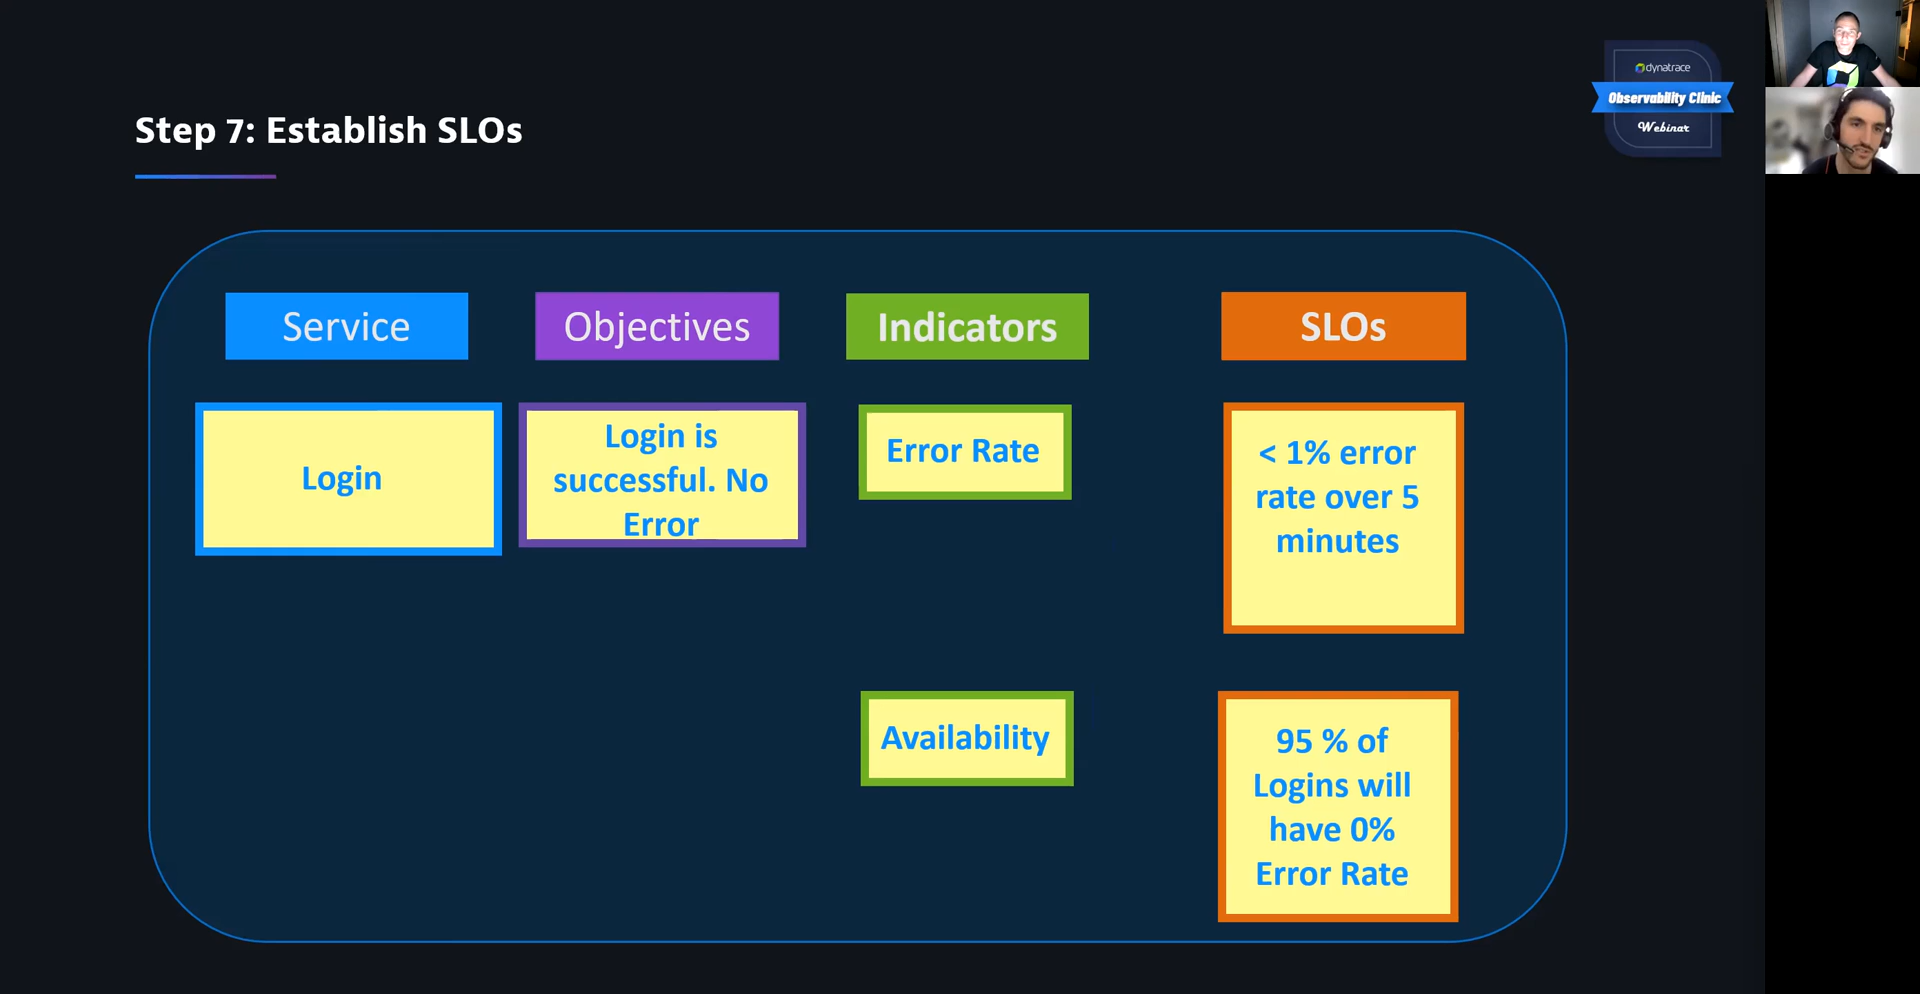 Step 7: Establish SLOs
dynatrace
Observability Clinic
Webinar
Service
Objectives
Indicators
SLOs
Login
Login is
successful. No
Error
Error Rate
< 1% error
rate over 5
minutes
Availability
95 % of
Logins will
have 0%
Error Rate